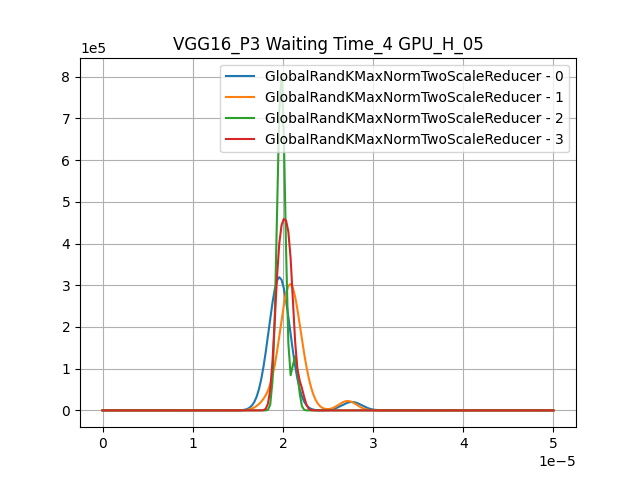 VGG16_P3 Waiting Time_4 GPU_H_05
1e5
GlobalRandKMaxNormTwoScaleReducer - 0
GlobalRandKMaxNormTwoScaleReducer - 1
GlobalRandKMaxNormTwoScaleReducer - 2
GlobalRandKMaxNormTwoScaleReducer - 3
8
7
6
5
4
3
2
1
0
0 1 2 3 4 5
1e−5